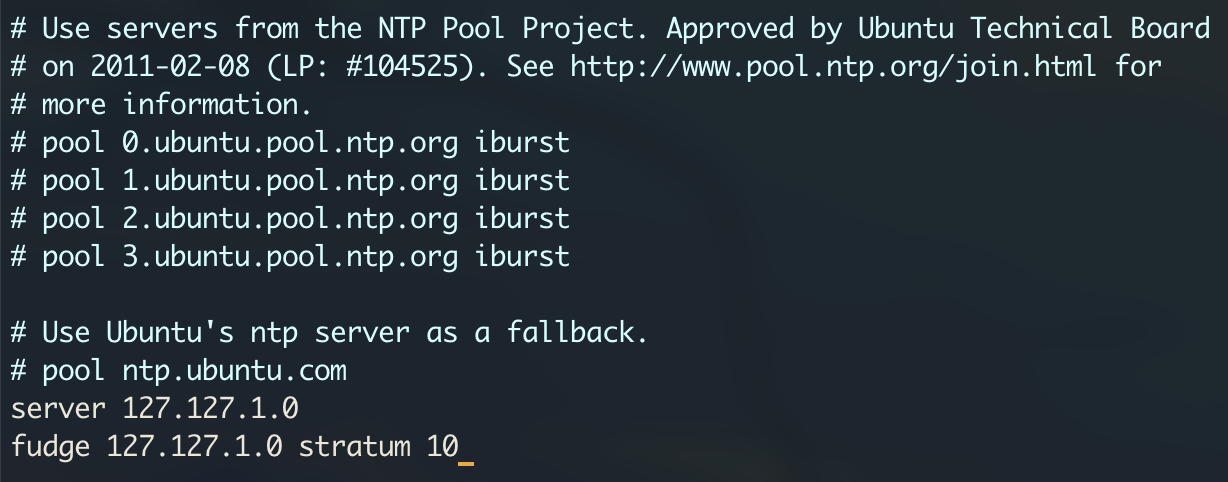 # Use servers from the NTP Pool Project. Approved by Ubuntu Technical Board
# on 2011-02-08 (LP: #104525). See http://www.pool.ntp.org/join.html for
# more information.
# pool 0.ubuntu.pool.ntp.org iburst
# pool 1.ubuntu.pool.ntp.org iburst
# pool 2.ubuntu.pool.ntp.org iburst
# pool 3.ubuntu.pool.ntp.org iburst
# Use Ubuntu's ntp server as a fallback.
# pool ntp.ubuntu.com
server 127.127.1.0
fudge 127.127.1.0 stratum 10